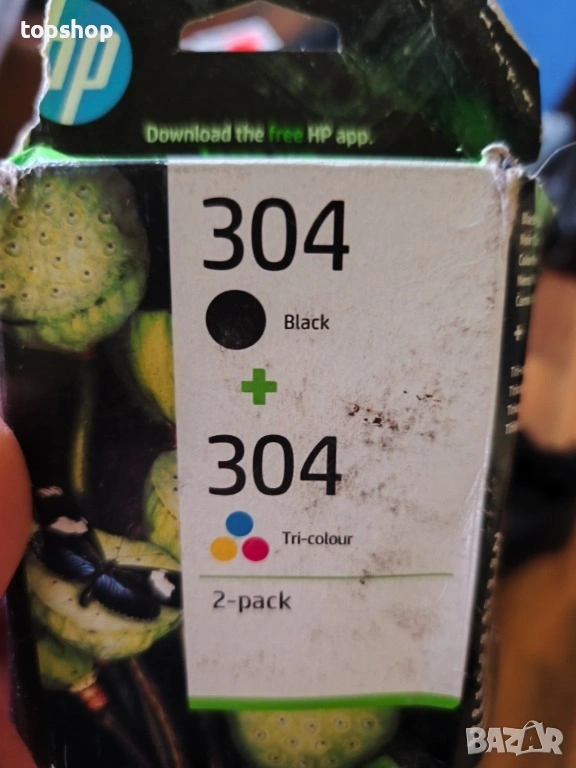 topshop
hp
Download the free HP app.
304
Black
+
304
Tri-colour
2-pack
BAZAR